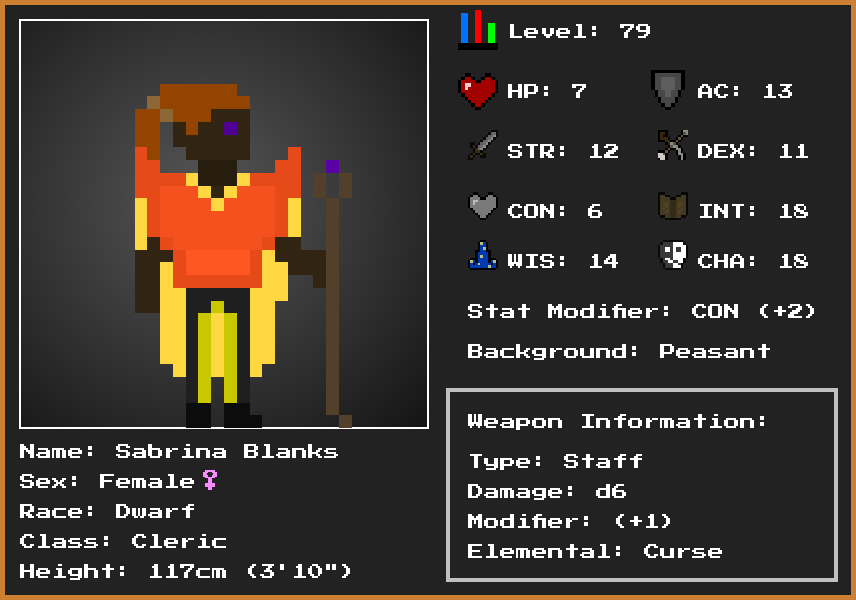 Level: 79
HP: 7
AC: 13
STR: 12
DEX: 11
CON: 6
INT: 18
WIS: 14
CHA: 18
Stat Modifier: CON (+2)
Background: Peasant
Weapon Information:
Type: Staff
Damage: d6
Modifier: (+1)
Elemental: Curse
Name: Sabrina Blanks
Sex: Female♀
Race: Dwarf
Class: Cleric
Height: 117cm (3'10")